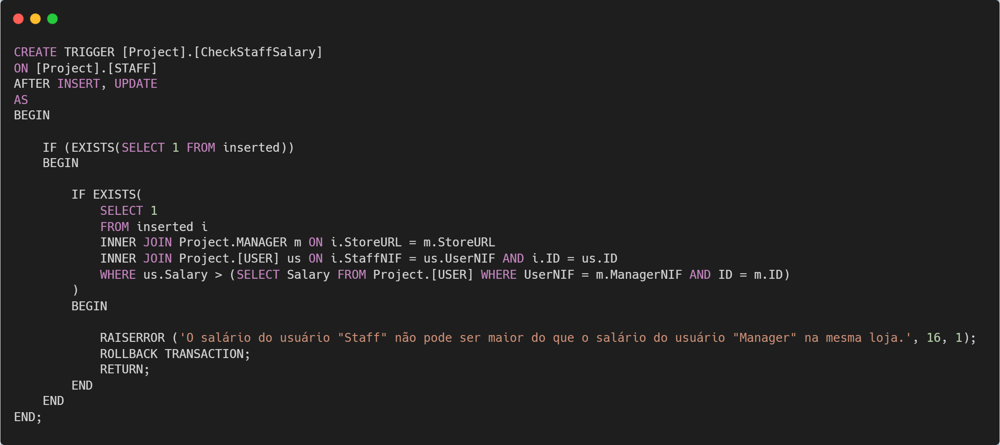 CREATE TRIGGER [Project].[CheckStaffSalary]
ON [Project].[STAFF]
AFTER INSERT, UPDATE
AS
BEGIN
    IF (EXISTS(SELECT 1 FROM inserted))
    BEGIN
        IF EXISTS(
            SELECT 1
            FROM inserted i
            INNER JOIN Project.MANAGER m ON i.StoreURL = m.StoreURL
            INNER JOIN Project.[USER] us ON i.StaffNIF = us.UserNIF AND i.ID = us.ID
            WHERE us.Salary > (SELECT Salary FROM Project.[USER] WHERE UserNIF = m.ManagerNIF AND ID = m.ID)
        )
        BEGIN
            RAISERROR ('O salário do usuário "Staff" não pode ser maior do que o salário do usuário "Manager" na mesma loja.', 16, 1);
            ROLLBACK TRANSACTION;
            RETURN;
        END
    END
END;